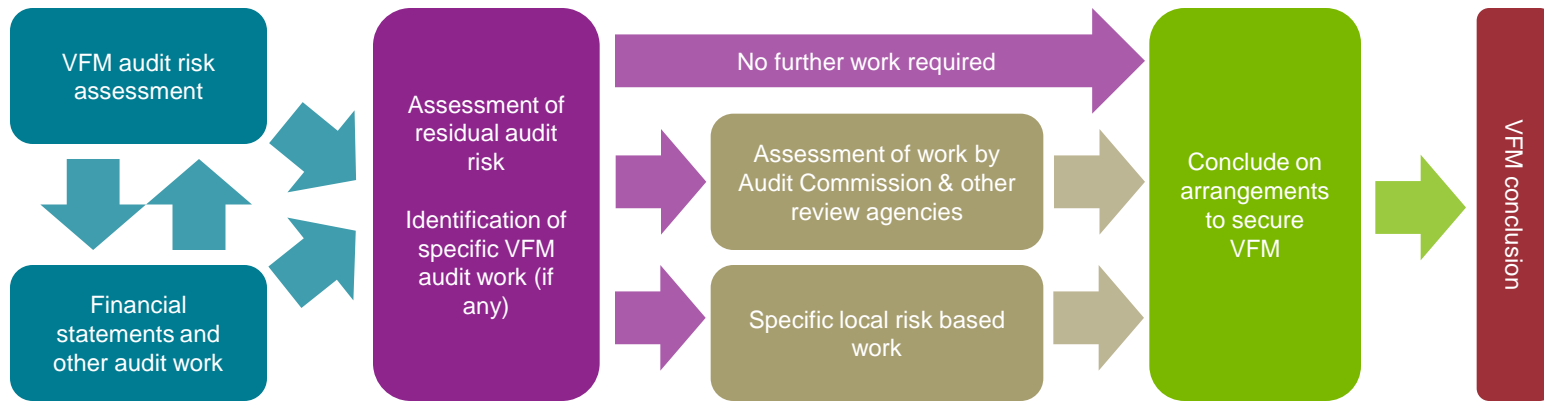 VFM audit risk
assessment
Financial
statements and
other audit work
Assessment of
residual audit
risk
Identification of
specific VFM
audit work (if
any)
No further work required
Assessment of work by
Audit Commission & other
review agencies
Specific local risk based
work
Conclude on
arrangements
to secure
VFM
VFM conclusion